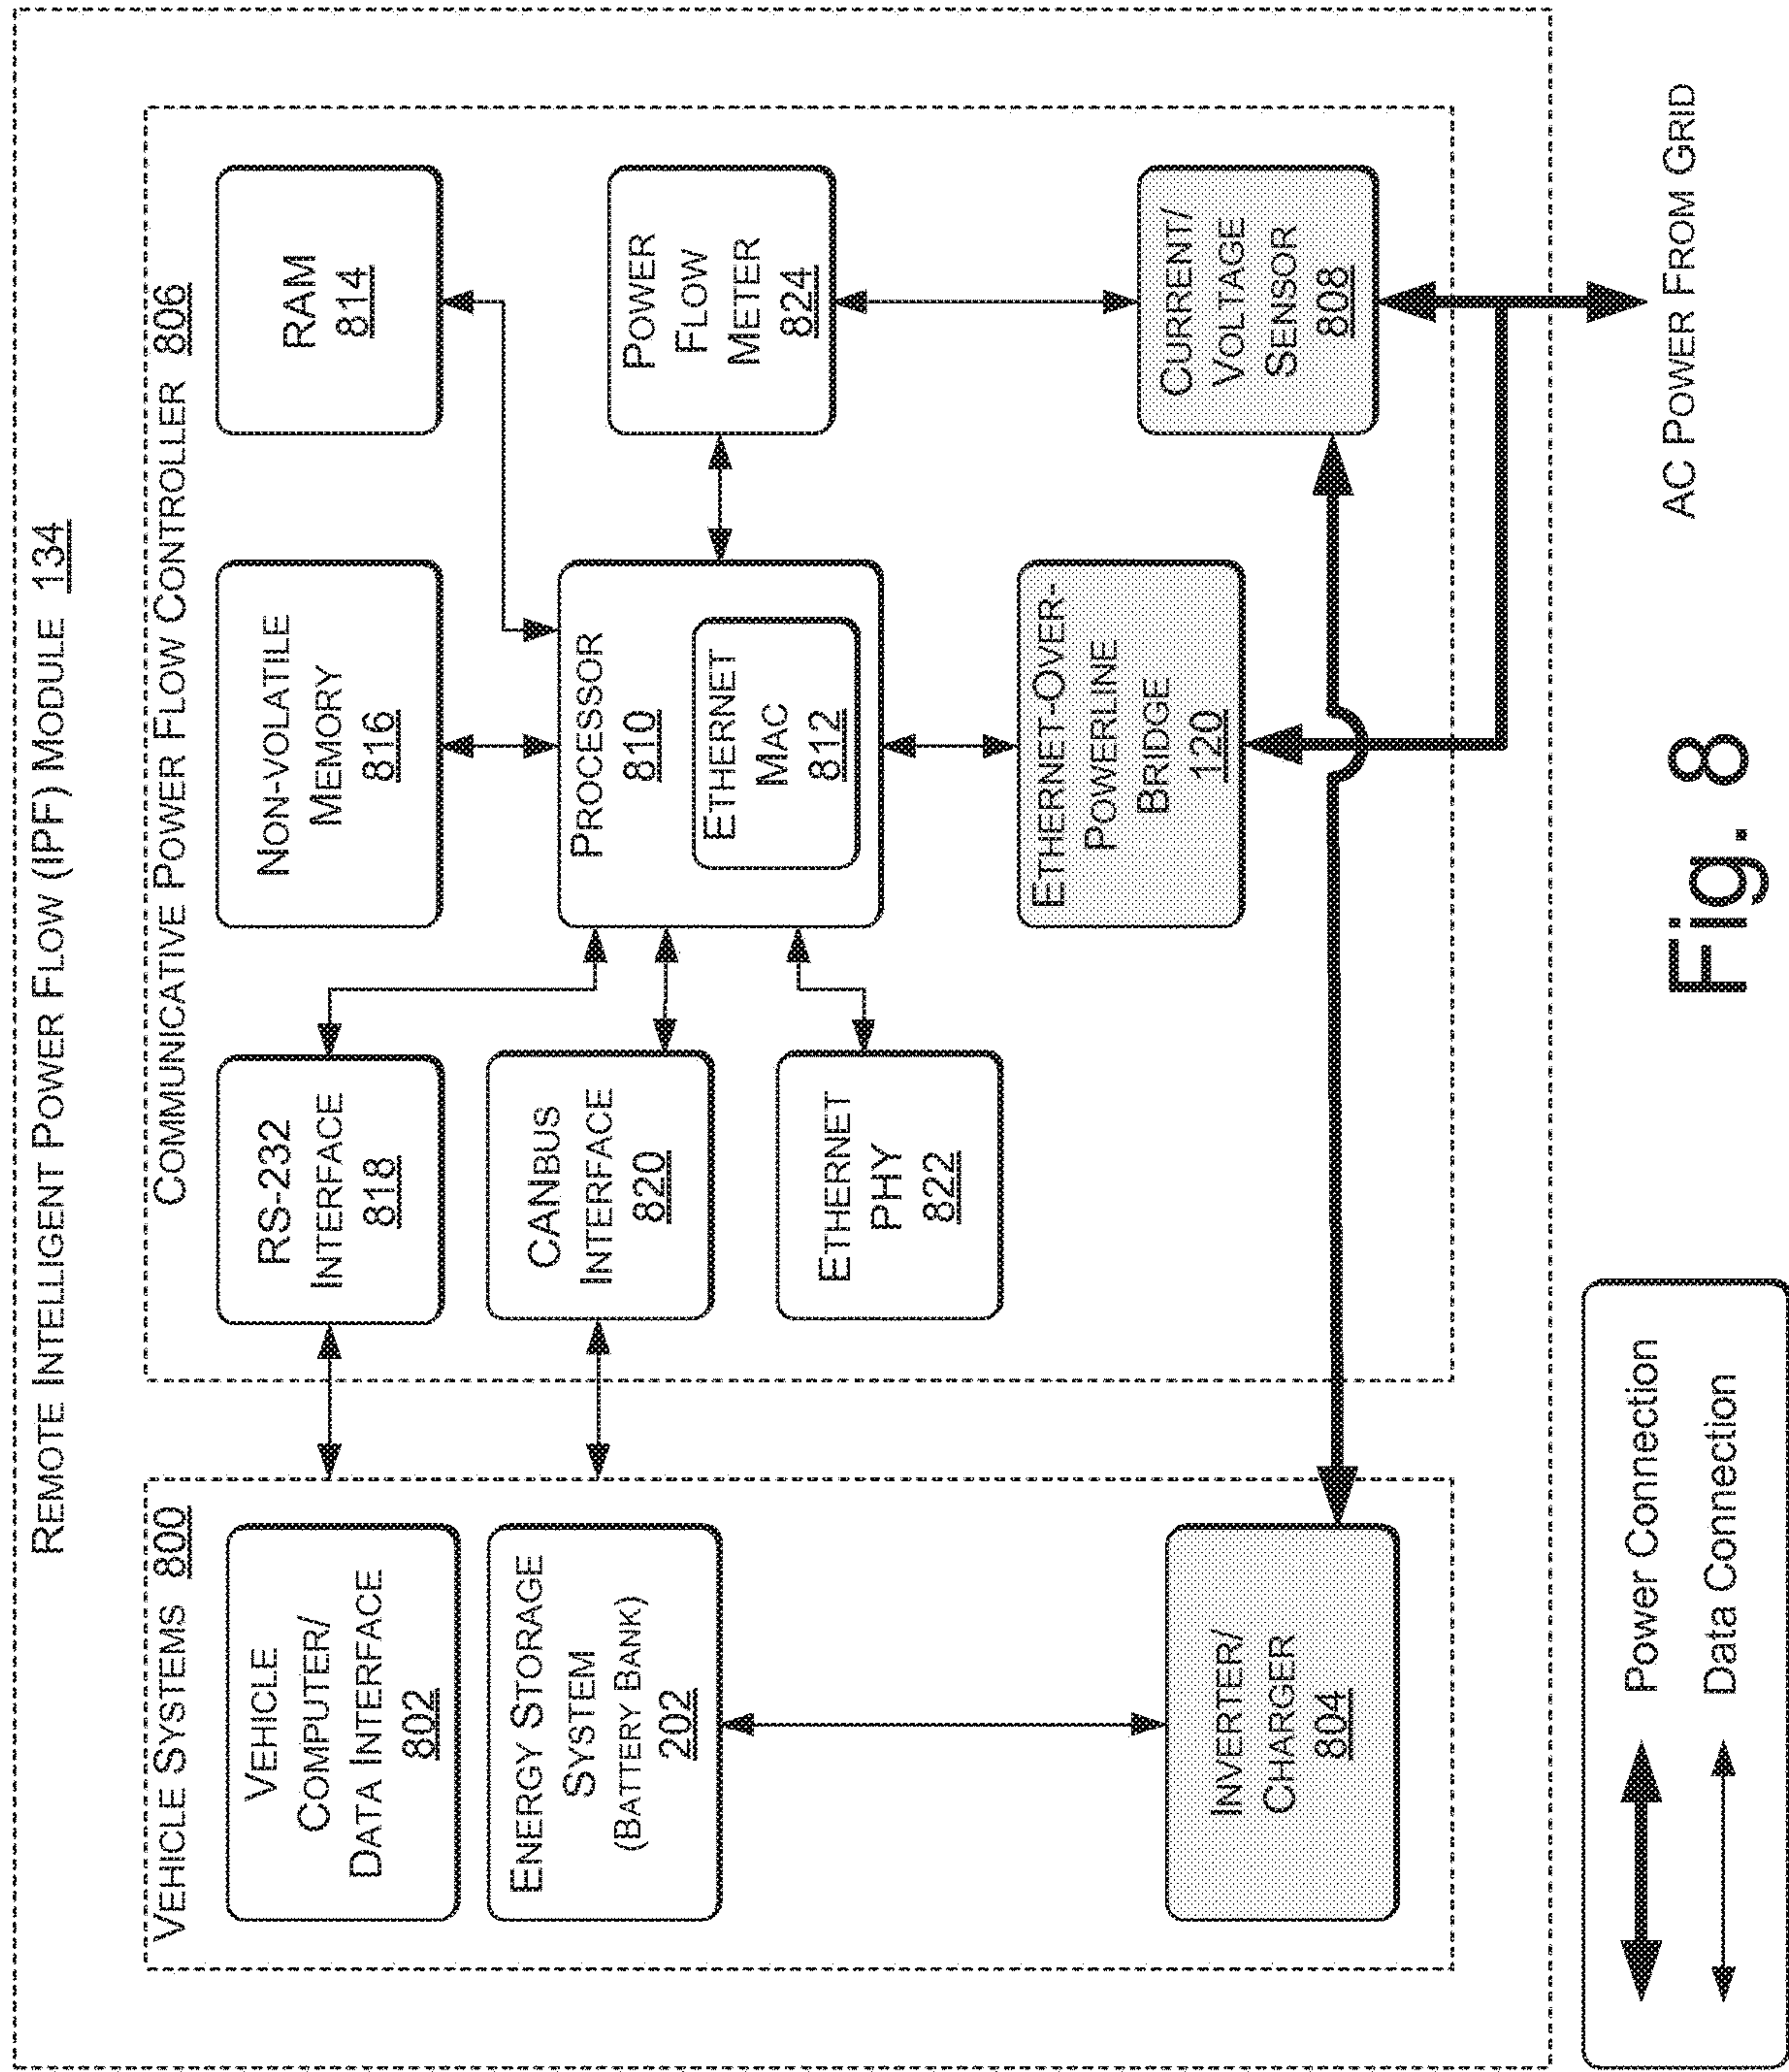 REMOTE INTELLIGENT POWER FLOW (IPF) MODULE 134
VEHICLE SYSTEMS 800
VEHICLE
COMPUTER/
DATA INTERFACE
802
ENERGY STORAGE
SYSTEM
(BATTERY BANK)
202
INVERTER/
CHARGER
804
COMMUNICATIVE POWER FLOW CONTROLLER 806
RS-232
INTERFACE
818
CANBUS
INTERFACE
820
ETHERNET
PHY
822
NON-VOLATILE
MEMORY
816
PROCESSOR
810
ETHERNET
MAC
812
ETHERNET-OVER-
POWERLINE
BRIDGE
120
RAM
814
POWER
FLOW
METER
824
CURRENT/
VOLTAGE
SENSOR
808
AC POWER FROM GRID
Power Connection
Data Connection
Fig. 8